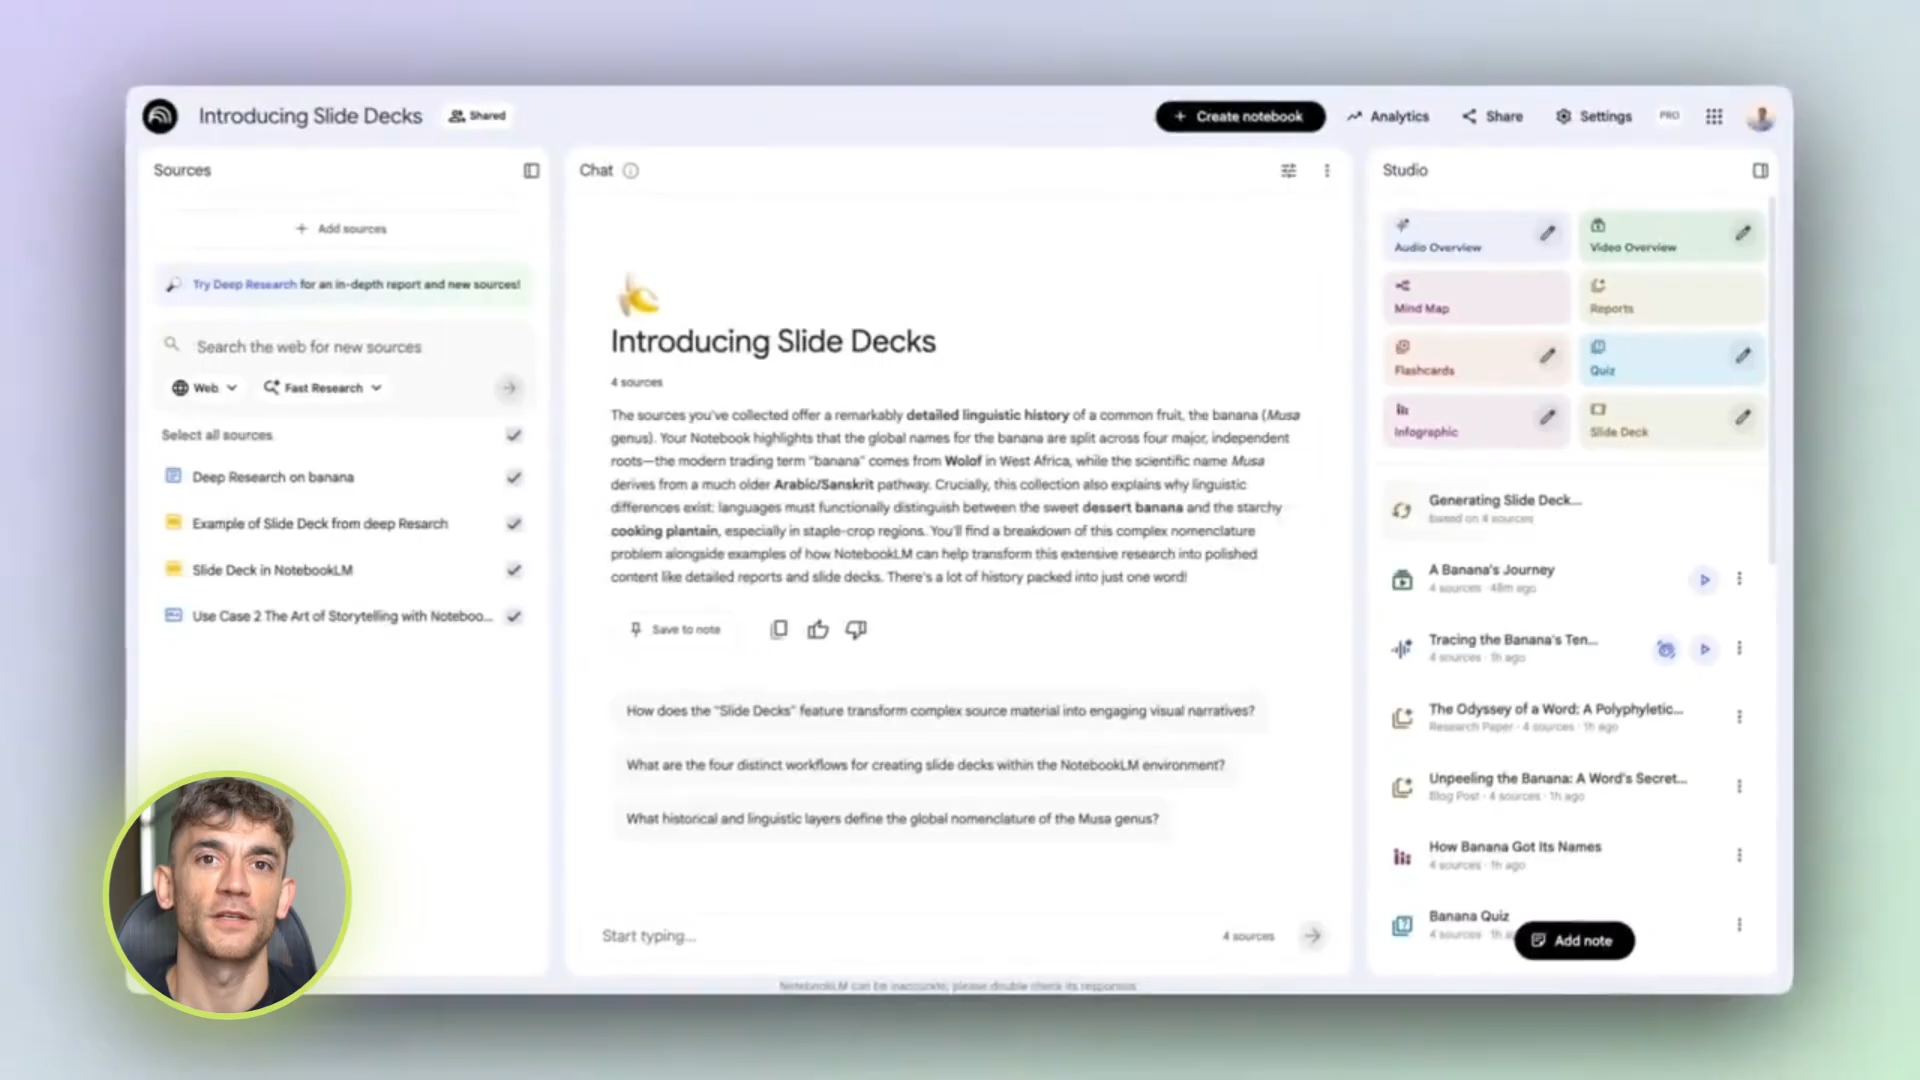 Introducing Slide Decks
Shared
Create notebook
Analytics
Share
Settings
PRO
Sources
Add sources
Try Deep Research for an in-depth report and new sources!
Search the web for new sources
Web
Fast Research
Select all sources
Deep Research on banana
Example of Slide Deck from deep Resarch
Slide Deck in NotebookLM
Use Case 2 The Art of Storytelling with Noteboo...
Chat
Introducing Slide Decks
4 sources
The sources you've collected offer a remarkably detailed linguistic history of a common fruit, the banana (Musa
genus). Your Notebook highlights that the global names for the banana are split across four major, independent
roots—the modern trading term "banana" comes from Wolof in West Africa, while the scientific name Musa
derives from a much older Arabic/Sanskrit pathway. Crucially, this collection also explains why linguistic
differences exist: languages must functionally distinguish between the sweet dessert banana and the starchy
cooking plantain, especially in staple-crop regions. You'll find a breakdown of this complex nomenclature
problem alongside examples of how NotebookLM can help transform this extensive research into polished
content like detailed reports and slide decks. There's a lot of history packed into just one word!
Save to note
How does the "Slide Decks" feature transform complex source material into engaging visual narratives?
What are the four distinct workflows for creating slide decks within the NotebookLM environment?
What historical and linguistic layers define the global nomenclature of the Musa genus?
Start typing...
4 sources
NotebookLM can be inaccurate; please double check its responses.
Studio
Audio Overview
Video Overview
Mind Map
Reports
Flashcards
Quiz
Infographic
Slide Deck
Generating Slide Deck...
based on 4 sources
A Banana's Journey
4 sources · 48m ago
Tracing the Banana's Ten...
4 sources · 1h ago
The Odyssey of a Word: A Polyphyletic...
Research Paper · 4 sources · 1h ago
Unpeeling the Banana: A Word's Secret...
Blog Post · 4 sources · 1h ago
How Banana Got Its Names
4 sources · 1h ago
Banana Quiz
4 sources · 1h
Add note